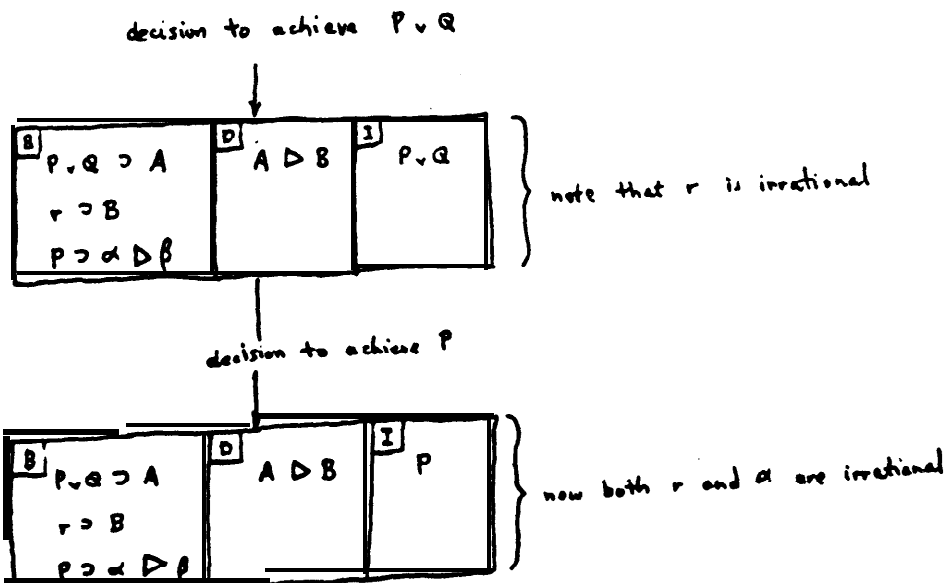 decision to achieve P ∨ Q
B D I
P ∨ Q ⊃ A A ▷ B P ∨ Q
r ⊃ B
P ⊃ α ▷ β
note that r is irrational
decision to achieve P
B D I
P ∨ Q ⊃ A A ▷ B P
r ⊃ B
P ⊃ α ▷ β
now both r and α are irrational